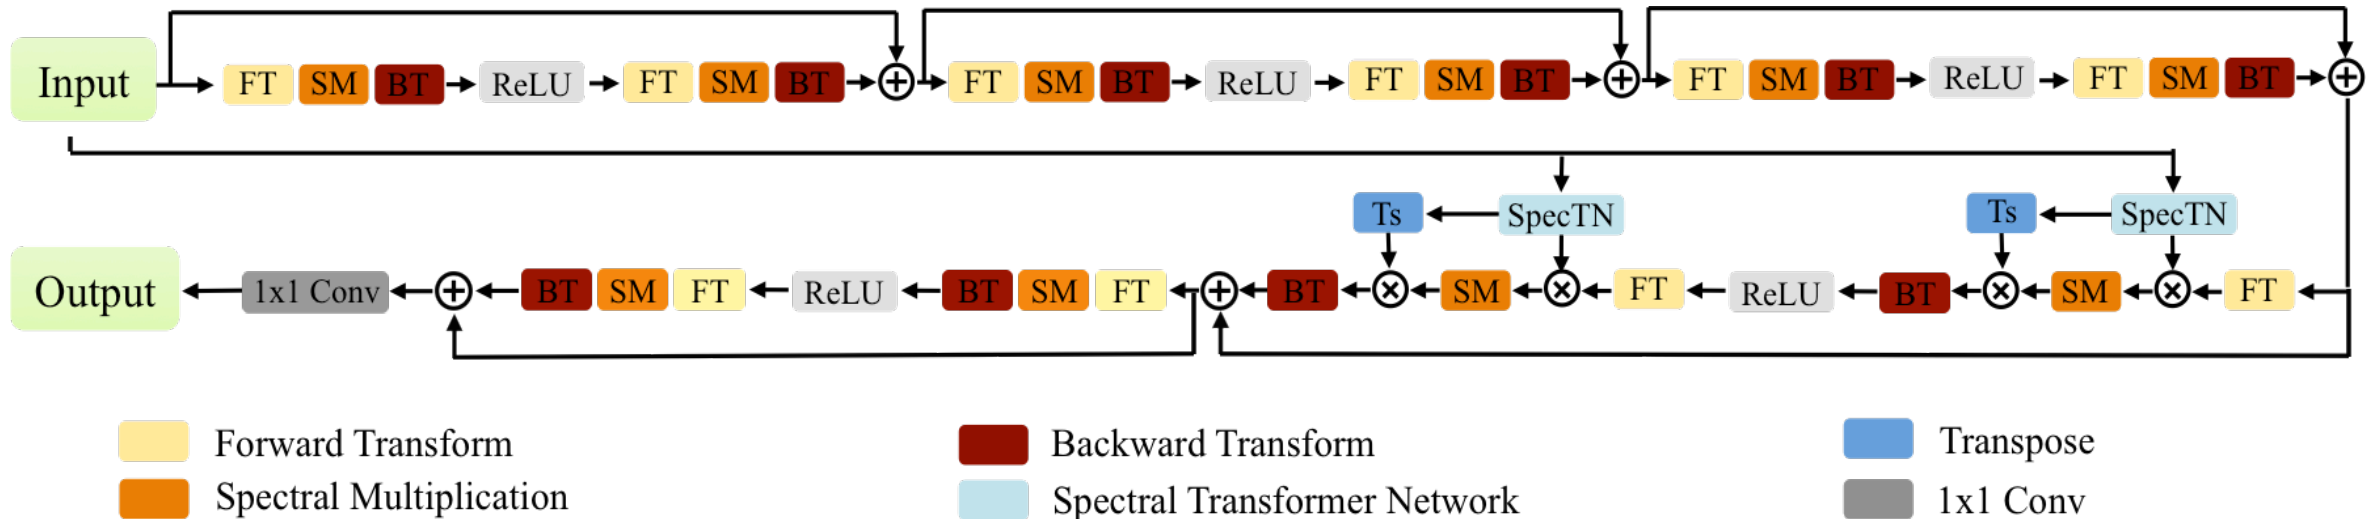 Input FT SM BT ReLU FT SM BT + FT SM BT ReLU FT SM BT + FT SM BT ReLU FT SM BT +
Ts SpecTN Ts SpecTN
Output 1x1 Conv + BT SM FT ReLU BT SM FT + BT × SM × FT ReLU BT × SM × FT
Forward Transform Backward Transform Transpose
Spectral Multiplication Spectral Transformer Network 1x1 Conv